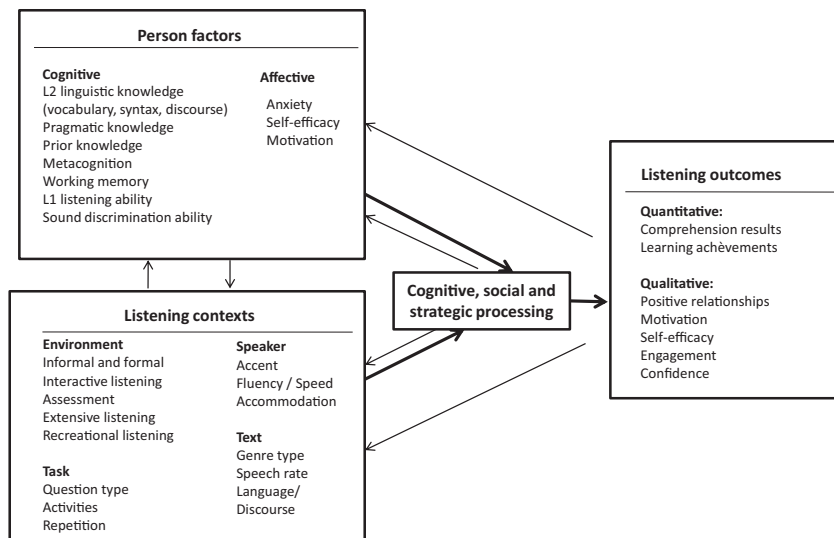 Person factors
Cognitive
L2 linguistic knowledge
(vocabulary, syntax, discourse)
Pragmatic knowledge
Prior knowledge
Metacognition
Working memory
L1 listening ability
Sound discrimination ability
Affective
Anxiety
Self-efficacy
Motivation
Listening contexts
Environment
Informal and formal
Interactive listening
Assessment
Extensive listening
Recreational listening
Task
Question type
Activities
Repetition
Speaker
Accent
Fluency / Speed
Accommodation
Text
Genre type
Speech rate
Language/
Discourse
Cognitive, social and
strategic processing
Listening outcomes
Quantitative:
Comprehension results
Learning achèvements
Qualitative:
Positive relationships
Motivation
Self-efficacy
Engagement
Confidence